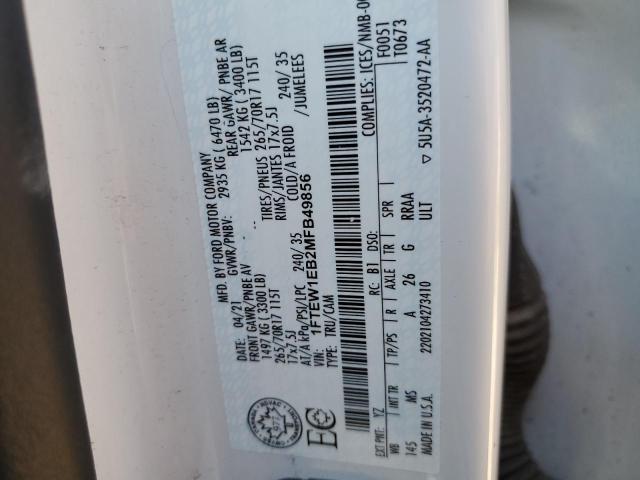 MFD. BY FORD MOTOR COMPANY
DATE: 04/21 GVWR/PNBV: 2935 KG ( 6470 LB)
FRONT GAWR/PNBE AV REAR GAWR/ PNBE AR
1497 KG ( 3300 LB) 1542 KG ( 3400 LB)
265/70R17 115T TIRES/PNEUS 265/70R17 115T
17x7.5J RIMS/JANTES 17x7.5J
AT/A kPa/PSI/LPC 240/ 35 COLD/A FROID 240/ 35
VIN: 1FTEW1EB2MFB49856 /JUMELEES
TYPE: TRU/CAM
EC
COMPLIES: ICES/NMB-00
F0051
T0673
EXT PNT: YZ RC: B1 DSO:
WB INT TR TP/PS R AXLE TR SPR
145 MS A 26 G RRAA
2202104273410 ULT
MADE IN U.S.A. 5U5A-3520472-AA